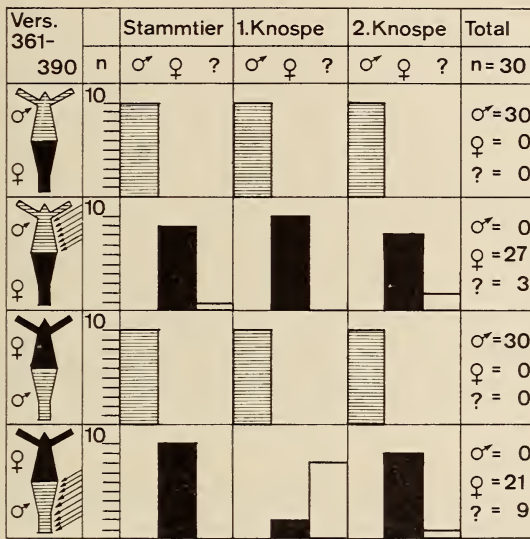 Vers. 361-390 n Stammtier 1.Knospe 2.Knospe Total
♂ ♀ ? ♂ ♀ ? ♂ ♀ ? n=30
♂ 10 ♂=30
♀ ♀= 0
?= 0
♂ 10 ♂= 0
♀ ♀=27
?= 3
♀ 10 ♂=30
♂ ♀= 0
?= 0
♀ 10 ♂= 0
♂ ♀=21
?= 9